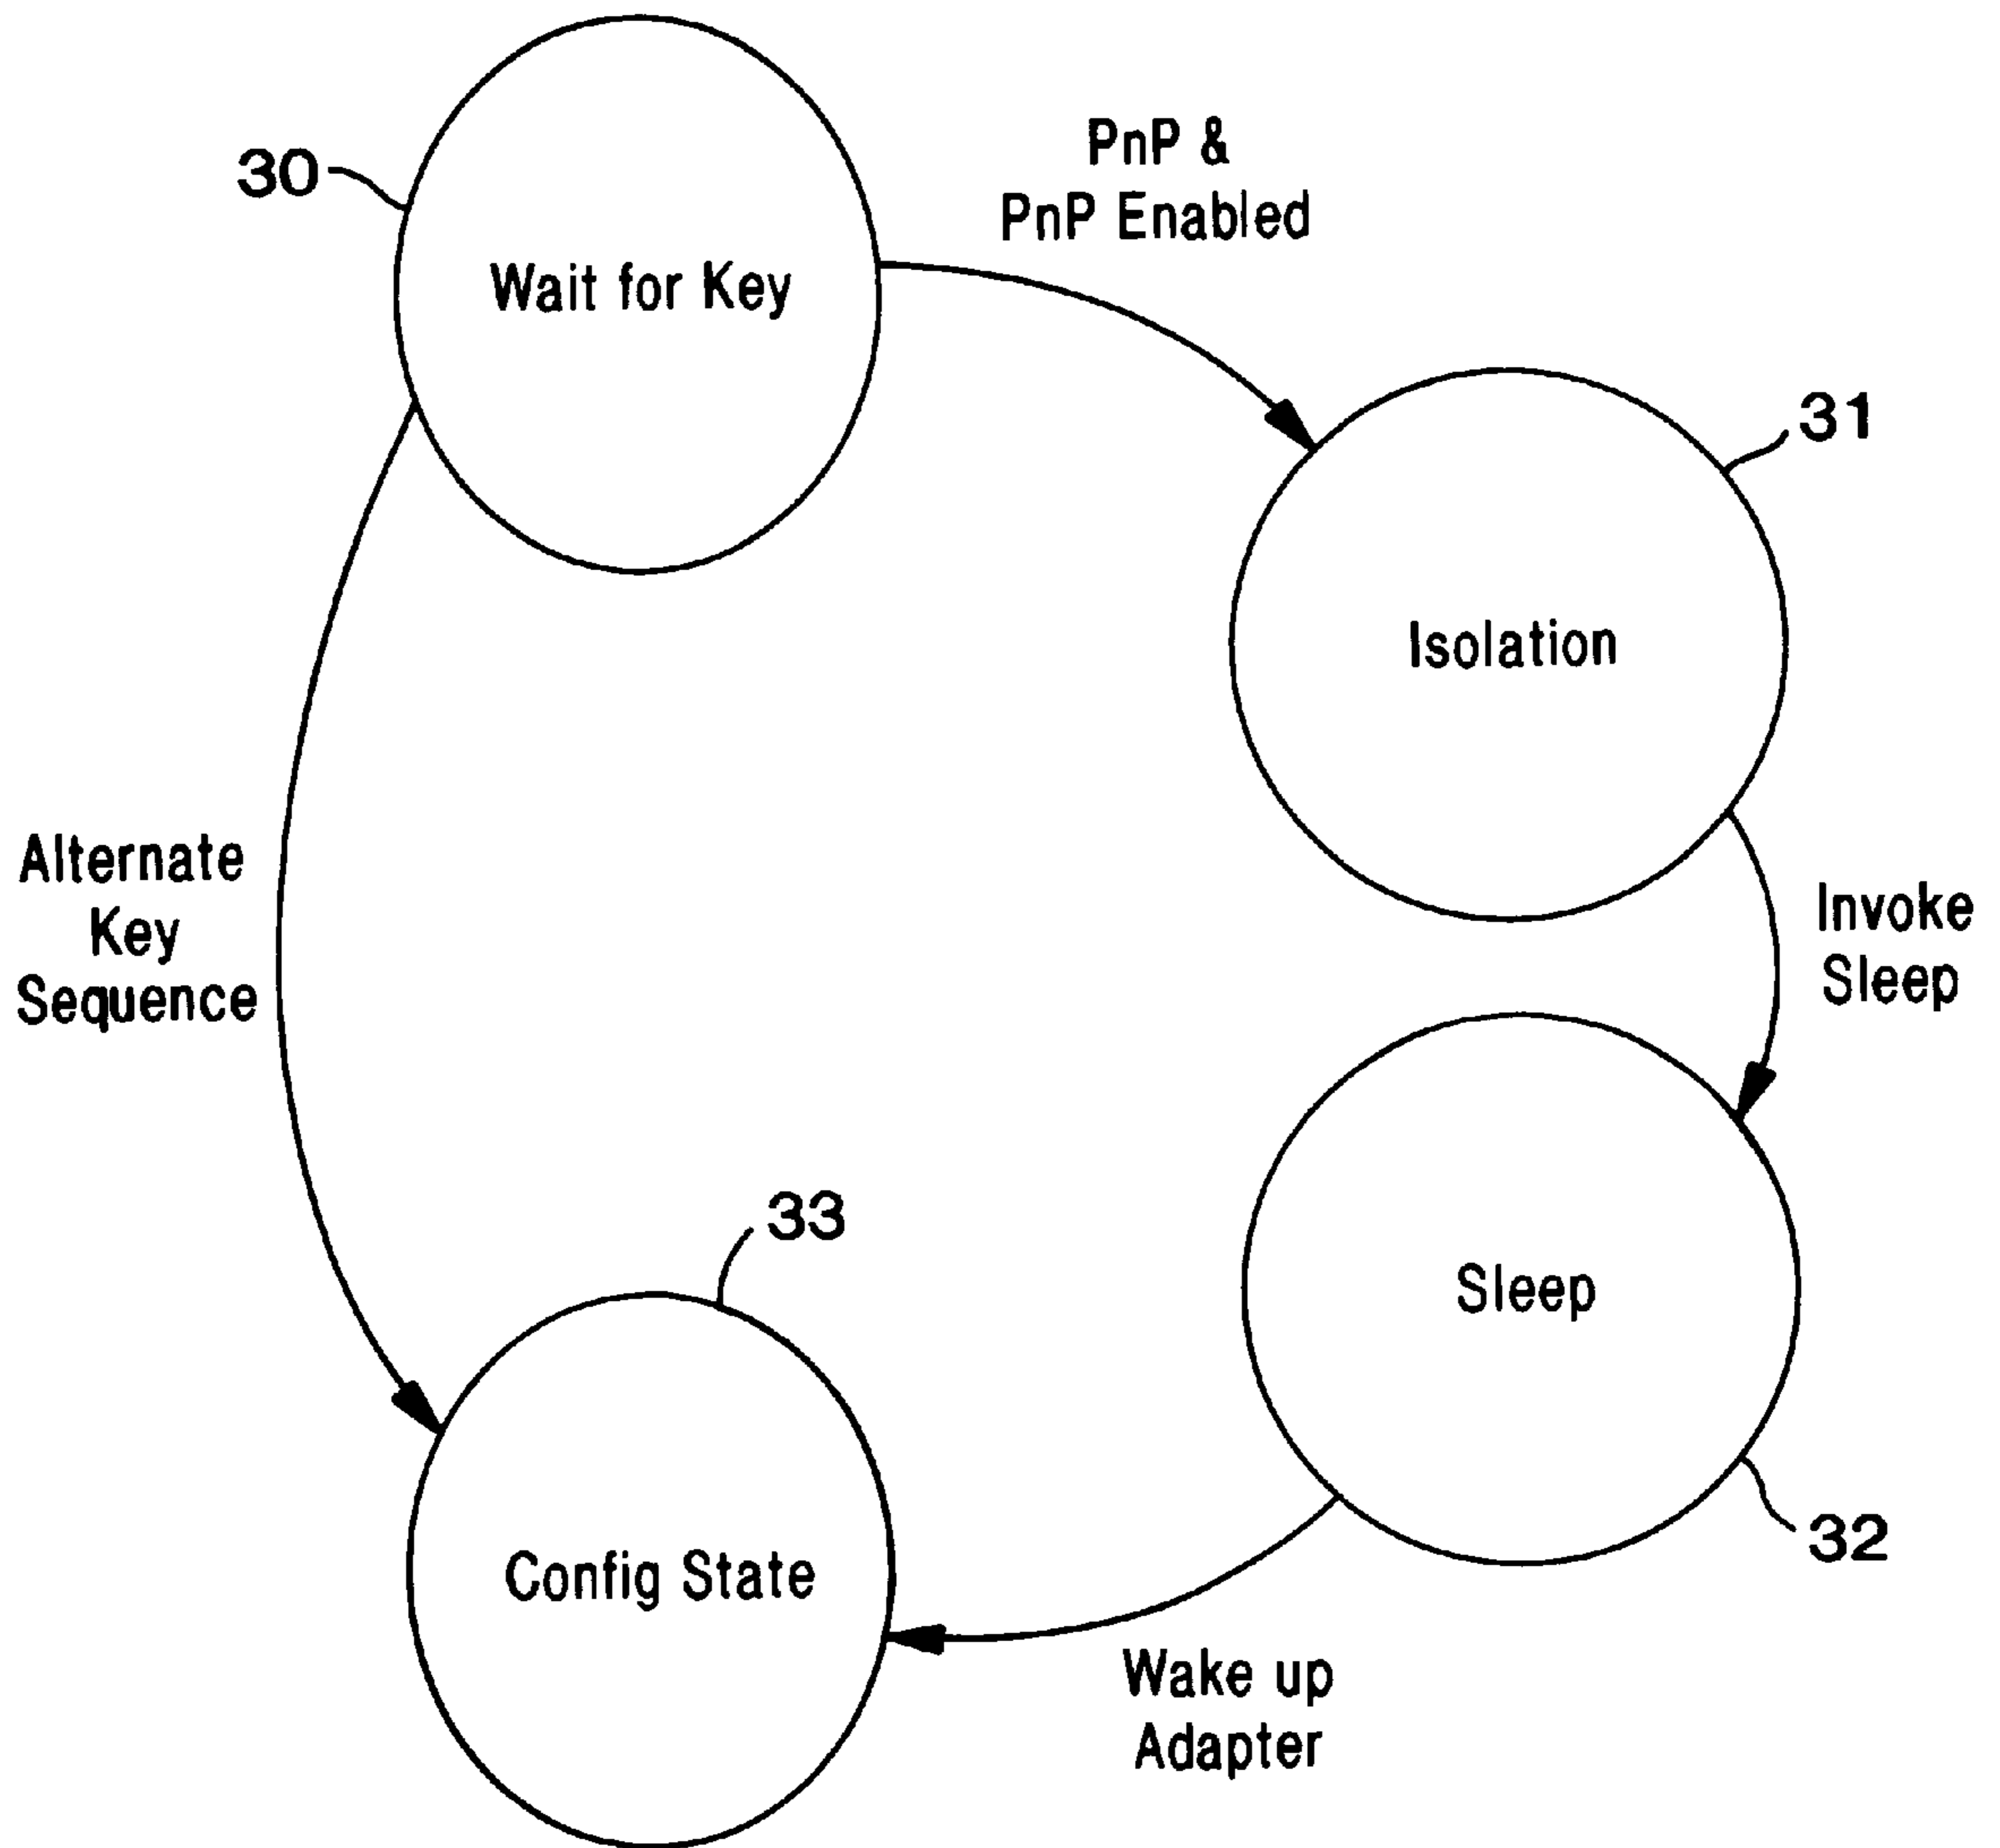 30
Wait for Key
PnP &
PnP Enabled
31
Isolation
Alternate
Key
Sequence
Invoke
Sleep
33
Sleep
Config State
32
Wake up
Adapter